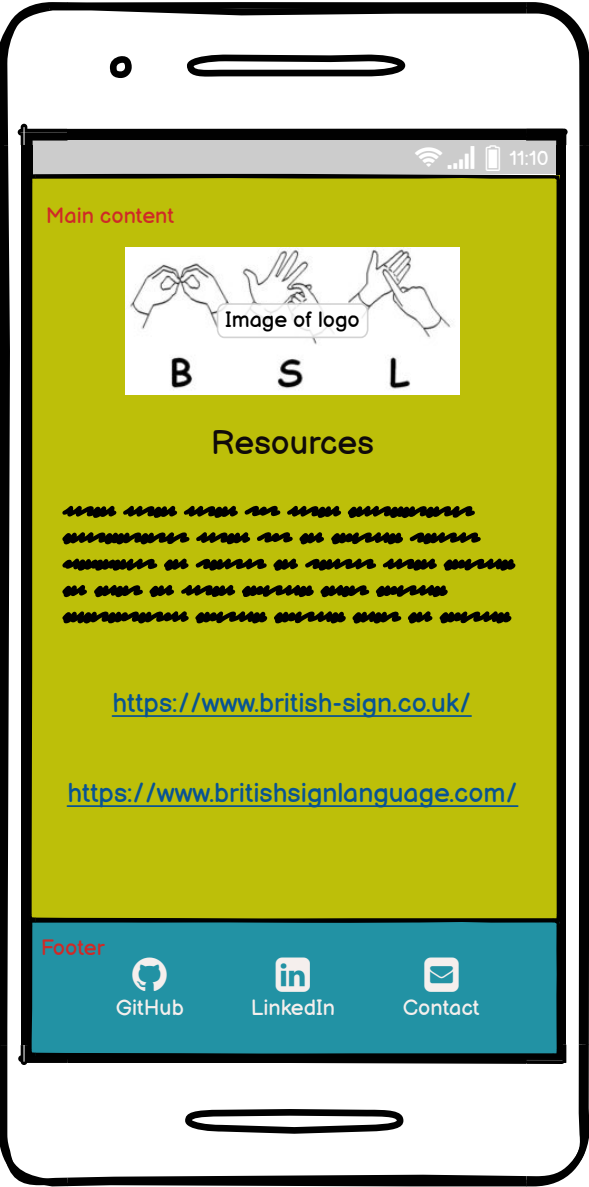 11:10
Main content
Image of logo
B S L
Resources
https://www.british-sign.co.uk/
https://www.britishsignlanguage.com/
Footer
GitHub LinkedIn Contact